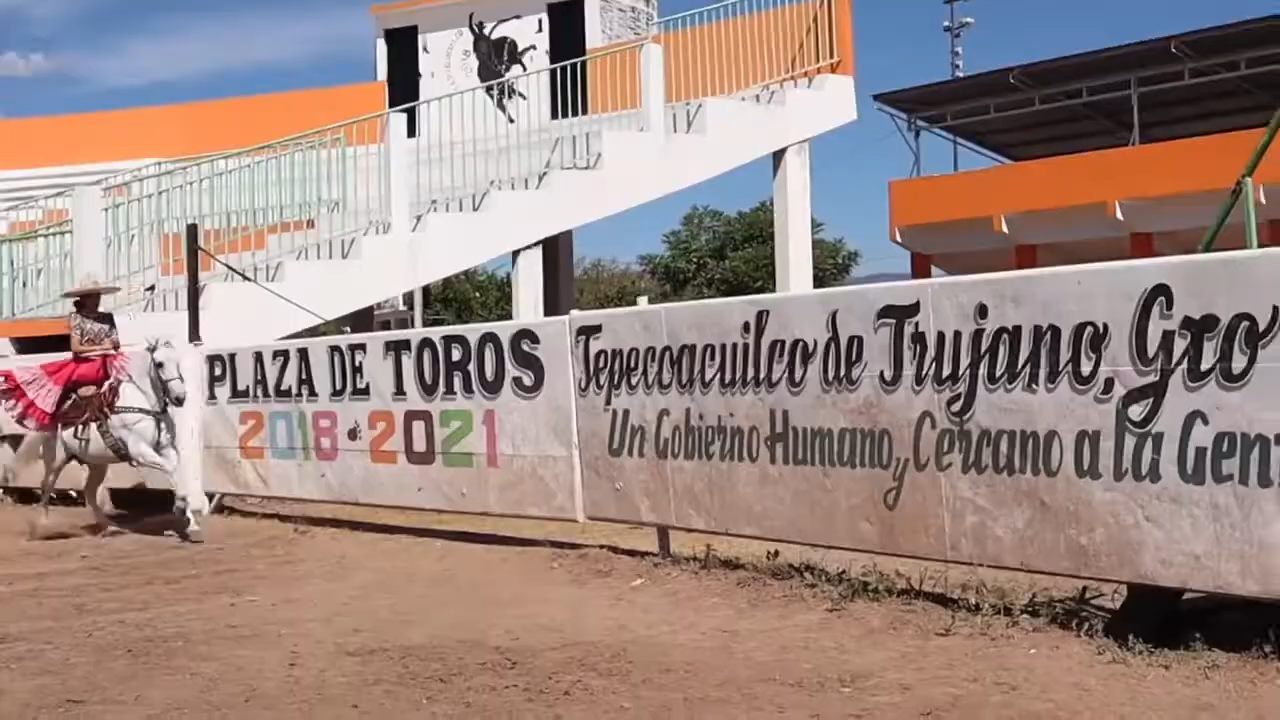 PLAZA DE TOROS
2018 2021
Tepecoacuilco de Trujano, Gro
Un Gobierno Humano, y Cercano a la Gen